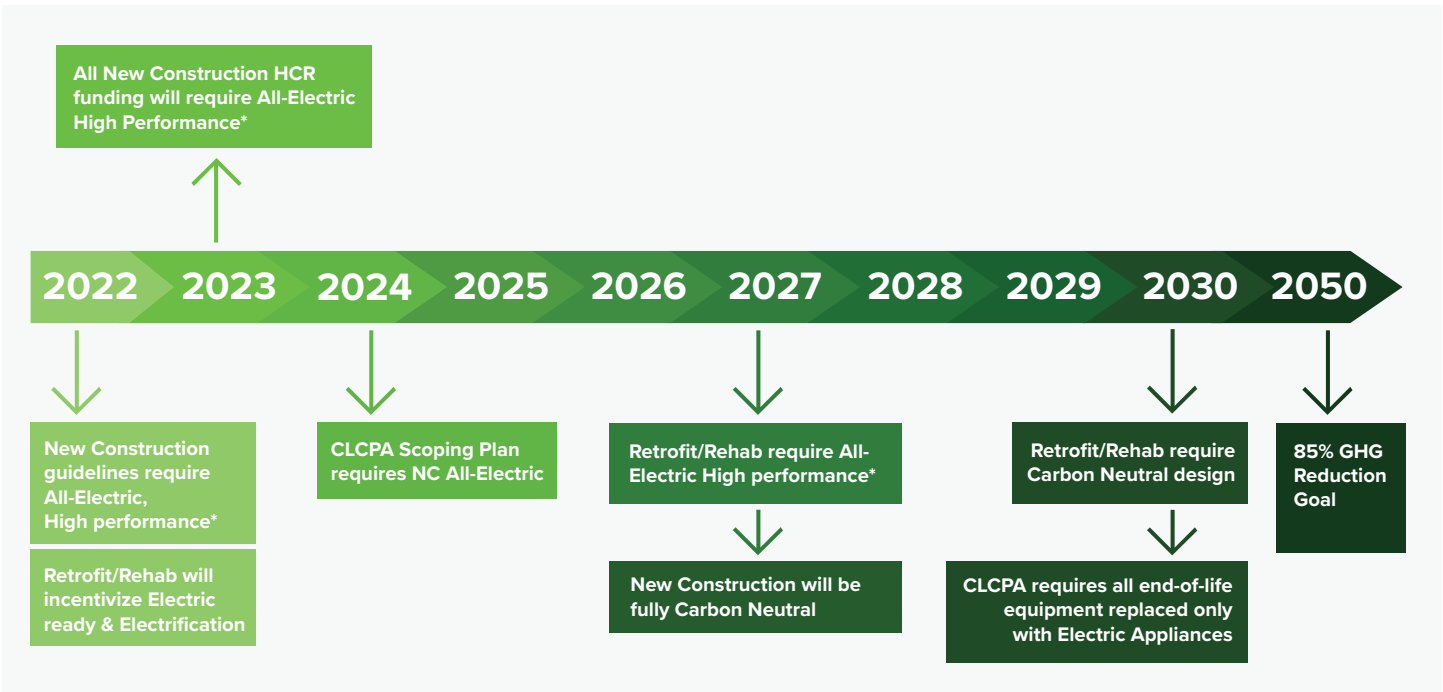 All New Construction HCR
funding will require All-Electric
High Performance*
2022 2023 2024 2025 2026 2027 2028 2029 2030 2050
New Construction
guidelines require
All-Electric,
High performance*
Retrofit/Rehab will
incentivize Electric
ready & Electrification
CLCPA Scoping Plan
requires NC All-Electric
Retrofit/Rehab require All-
Electric High performance*
New Construction will be
fully Carbon Neutral
Retrofit/Rehab require
Carbon Neutral design
CLCPA requires all end-of-life
equipment replaced only
with Electric Appliances
85% GHG
Reduction
Goal